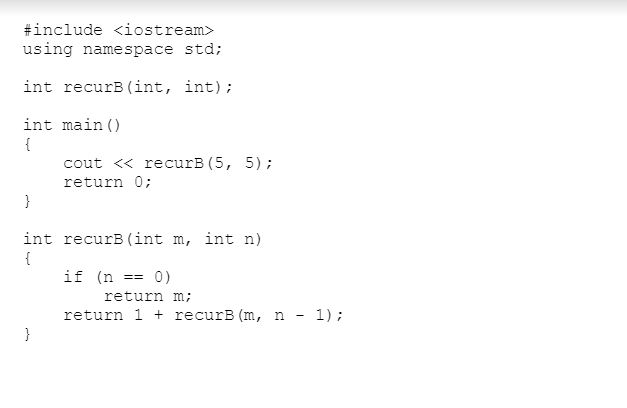 #include <iostream>
using namespace std;

int recurB(int, int);

int main()
{
    cout << recurB(5, 5);
    return 0;
}

int recurB(int m, int n)
{
    if (n == 0)
        return m;
    return 1 + recurB(m, n - 1);
}